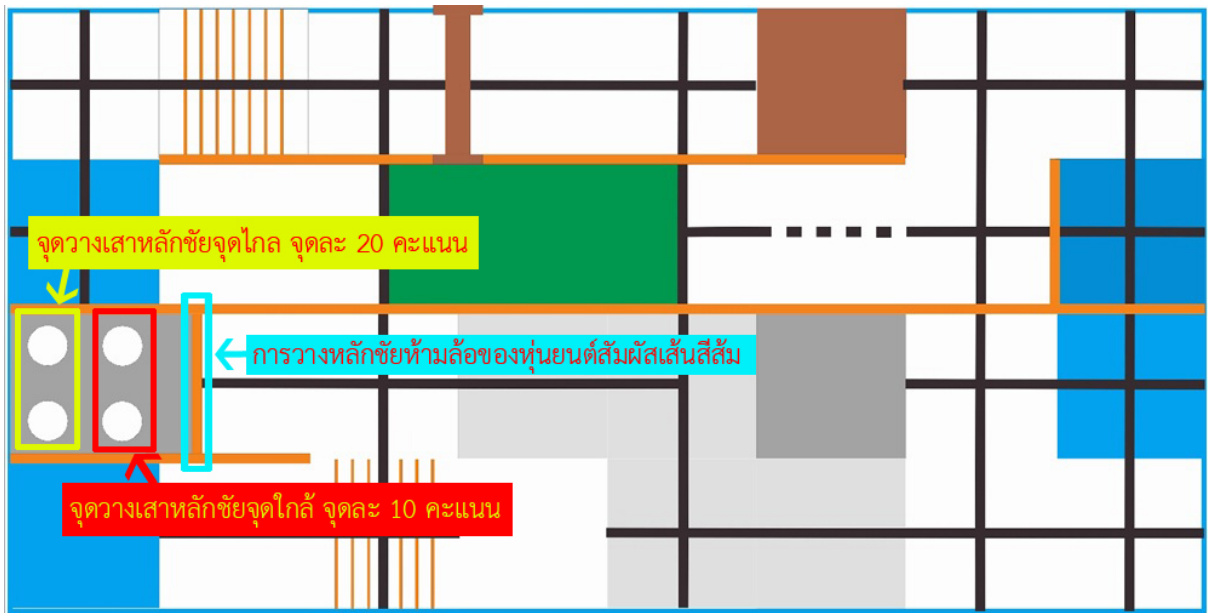 จุดวางเสาหลักชัยจุดไกล จุดละ 20 คะแนน
การวางหลักชัยห้ามล้อของหุ่นยนต์สัมผัสเส้นสีส้ม
จุดวางเสาหลักชัยจุดใกล้ จุดละ 10 คะแนน